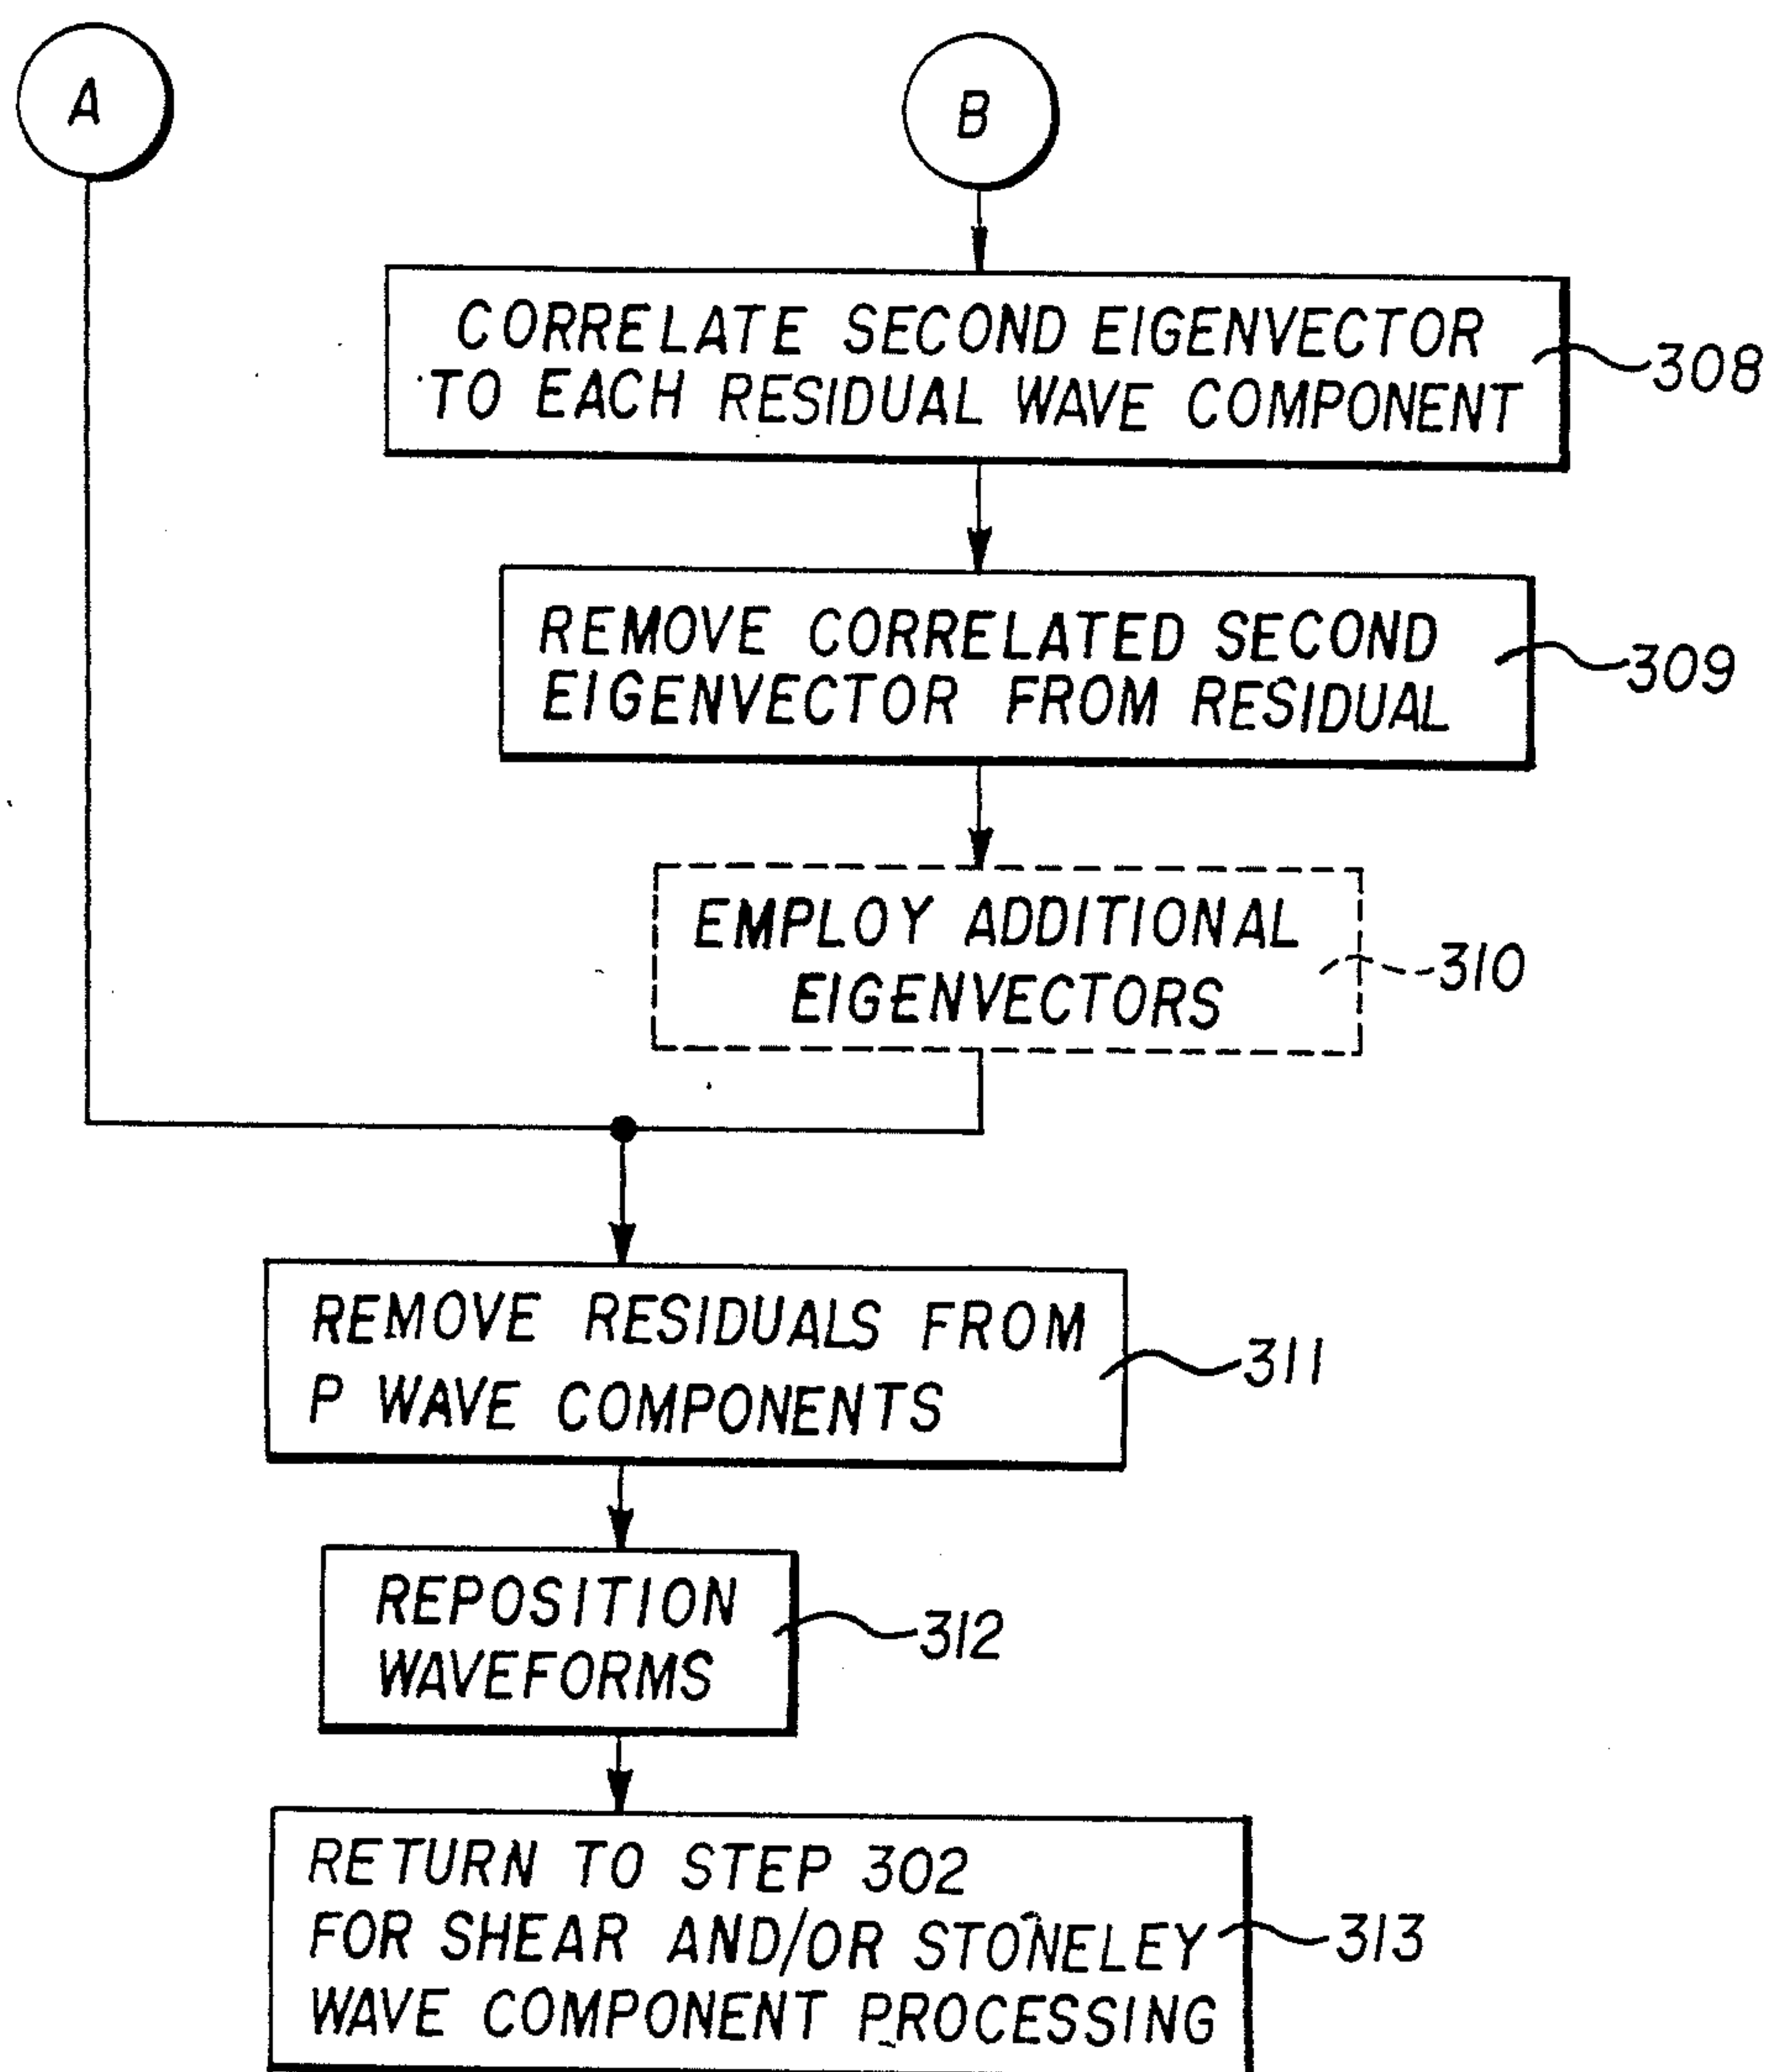 A
B
CORRELATE SECOND EIGENVECTOR
TO EACH RESIDUAL WAVE COMPONENT
308
REMOVE CORRELATED SECOND
EIGENVECTOR FROM RESIDUAL
309
EMPLOY ADDITIONAL
EIGENVECTORS
310
REMOVE RESIDUALS FROM
P WAVE COMPONENTS
311
REPOSITION
WAVEFORMS
312
RETURN TO STEP 302
FOR SHEAR AND/OR STONELEY
WAVE COMPONENT PROCESSING
313